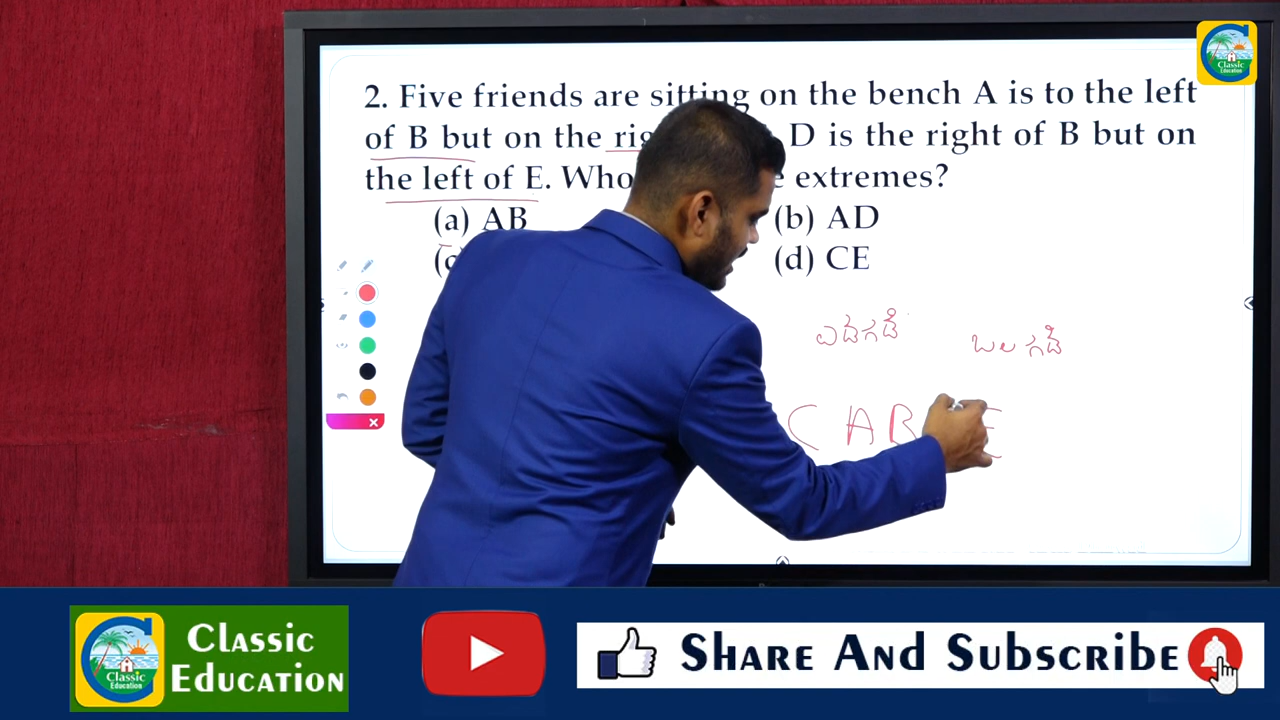 2. Five friends are sitting on the bench A is to the left
of B but on the D is the right of B but on
the left of E. Who extremes?
(a) AB (b) AD
(d) CE
ಎಡಗಡೆ ಬಲಗಡೆ
C A B E
Classic
Education
Classic
Education
Classic
Education
Share And Subscribe